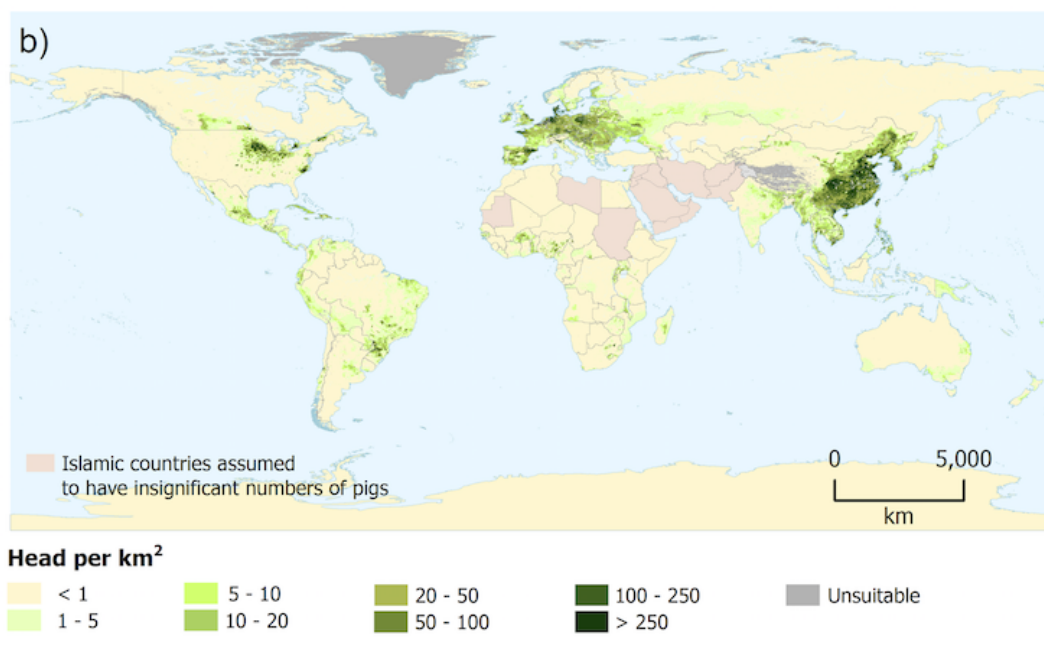 b)
Islamic countries assumed
to have insignificant numbers of pigs
0 5,000
km
Head per km²
< 1 5 - 10 20 - 50 100 - 250 Unsuitable
1 - 5 10 - 20 50 - 100 > 250